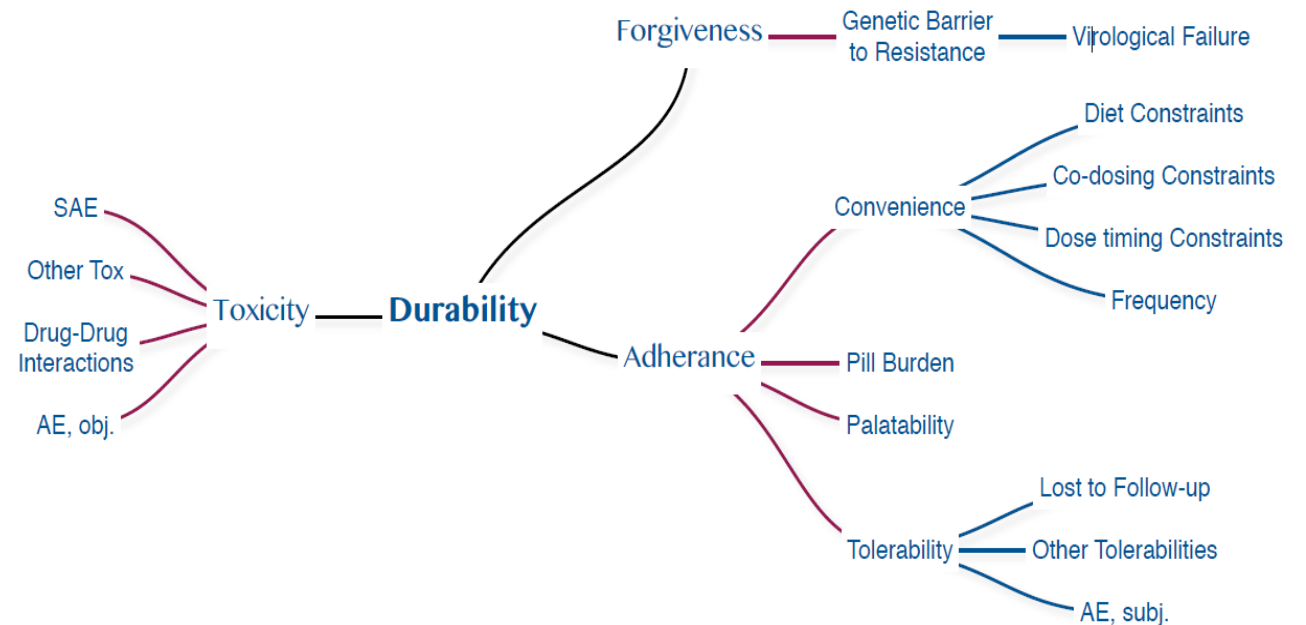 Forgiveness
Genetic Barrier
to Resistance
Virological Failure
Diet Constraints
Co-dosing Constraints
Convenience
Dose timing Constraints
Frequency
SAE
Other Tox
Toxicity
Durability
Drug-Drug
Interactions
AE, obj.
Adherance
Pill Burden
Palatability
Lost to Follow-up
Tolerability
Other Tolerabilities
AE, subj.